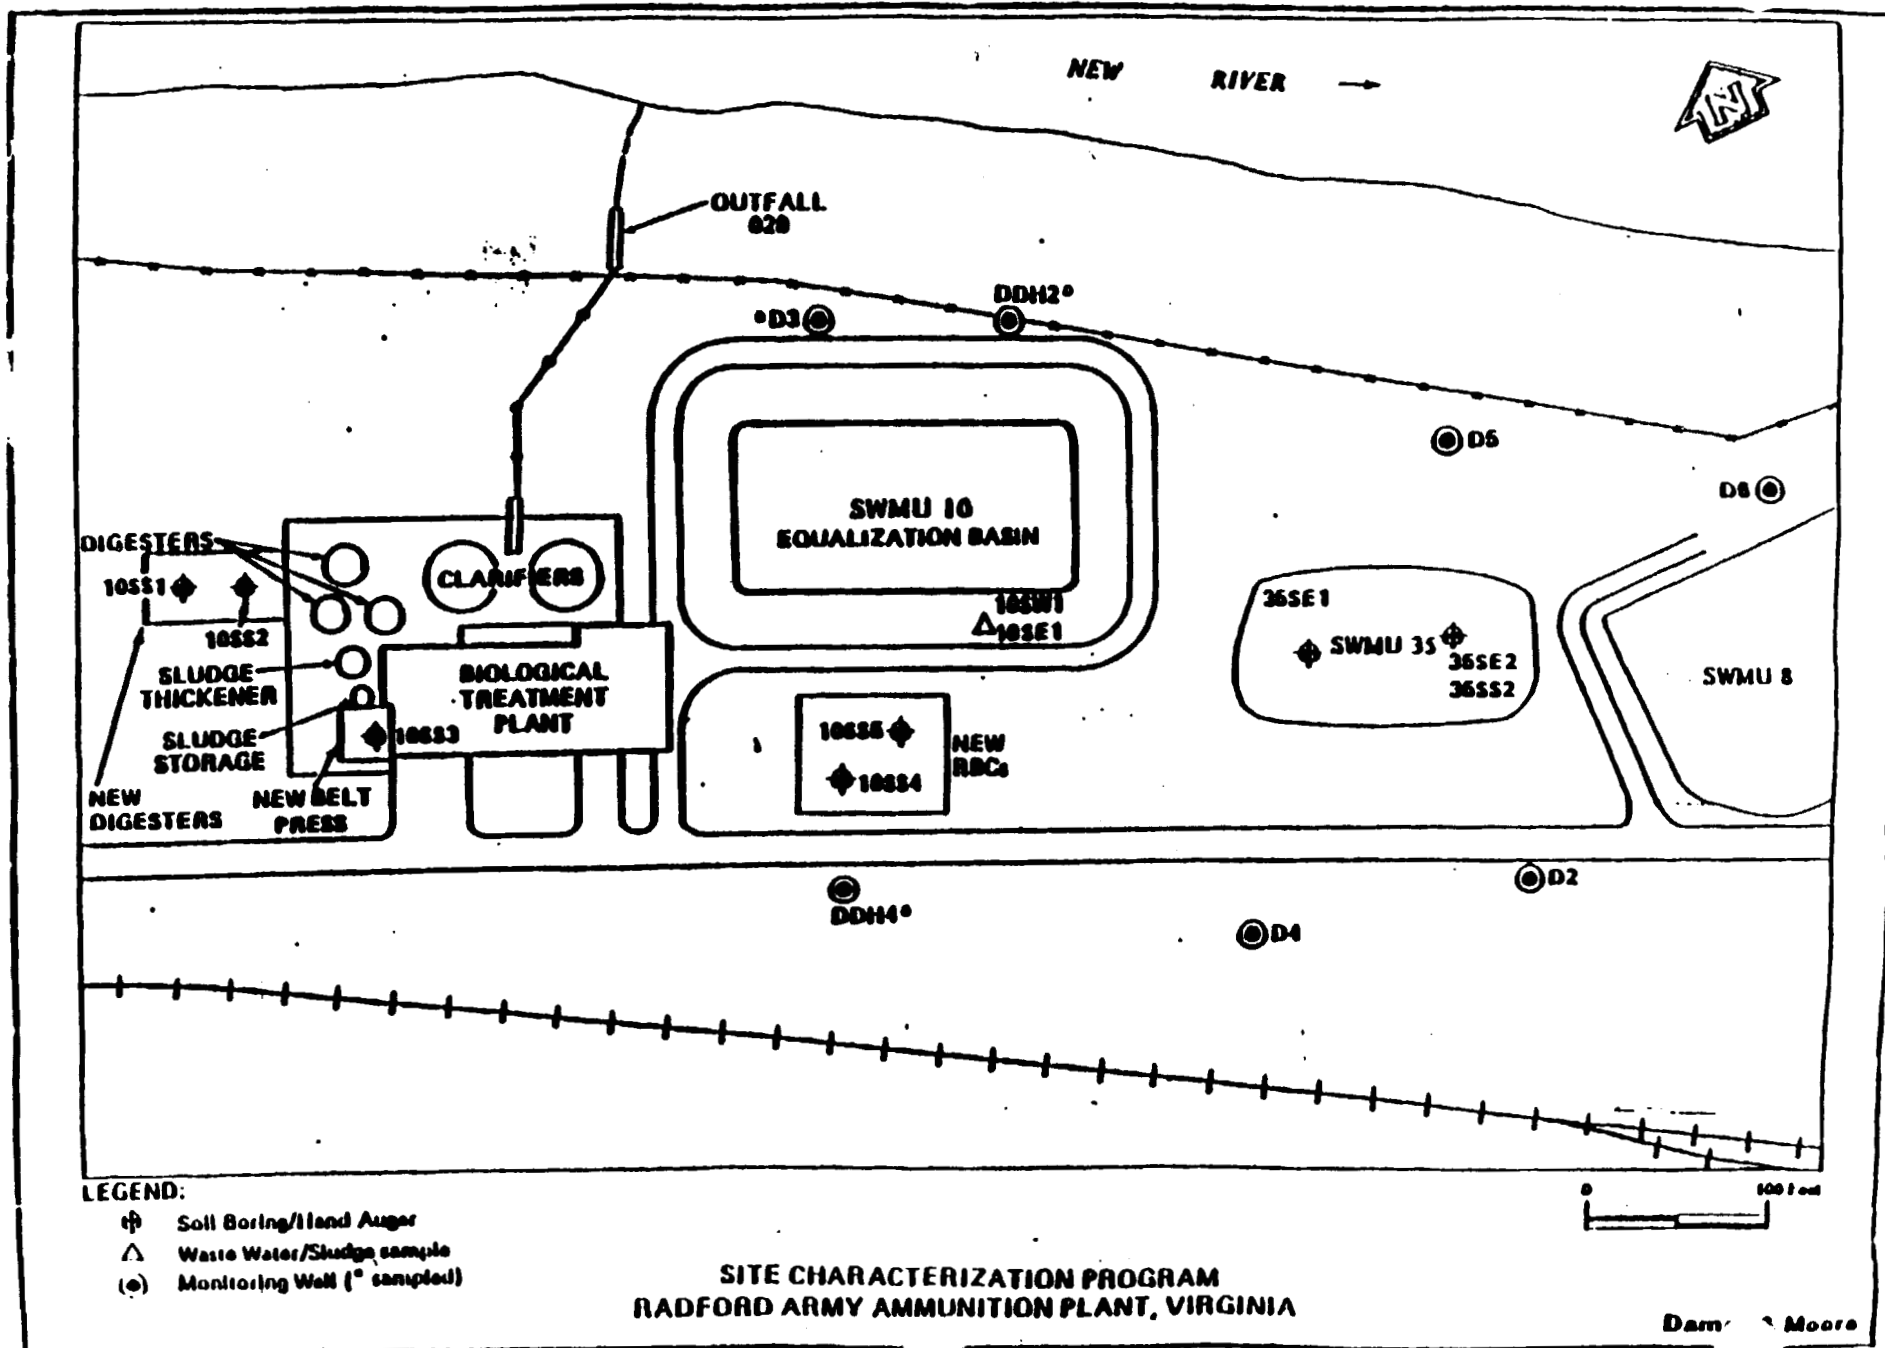 NEW RIVER →
N
OUTFALL
029
DDH2*
*D3
D5
D6
SWMU 10
EQUALIZATION BASIN
DIGESTERS
CLARIFIERS
10SS1
10SS2
10SW1
10SE1
35SE1
SWMU 35
35SE2
35SS2
SWMU 8
SLUDGE
THICKENER
BIOLOGICAL
TREATMENT
PLANT
SLUDGE
STORAGE
10SS3
10SS5
10SS4
NEW
RBCs
NEW
DIGESTERS
NEW BELT
PRESS
DDH4*
D2
D4
LEGEND:
Soil Boring/Hand Auger
Waste Water/Sludge sample
Monitoring Well (* sampled)
0 100 Feet
SITE CHARACTERIZATION PROGRAM
RADFORD ARMY AMMUNITION PLANT, VIRGINIA
Moore